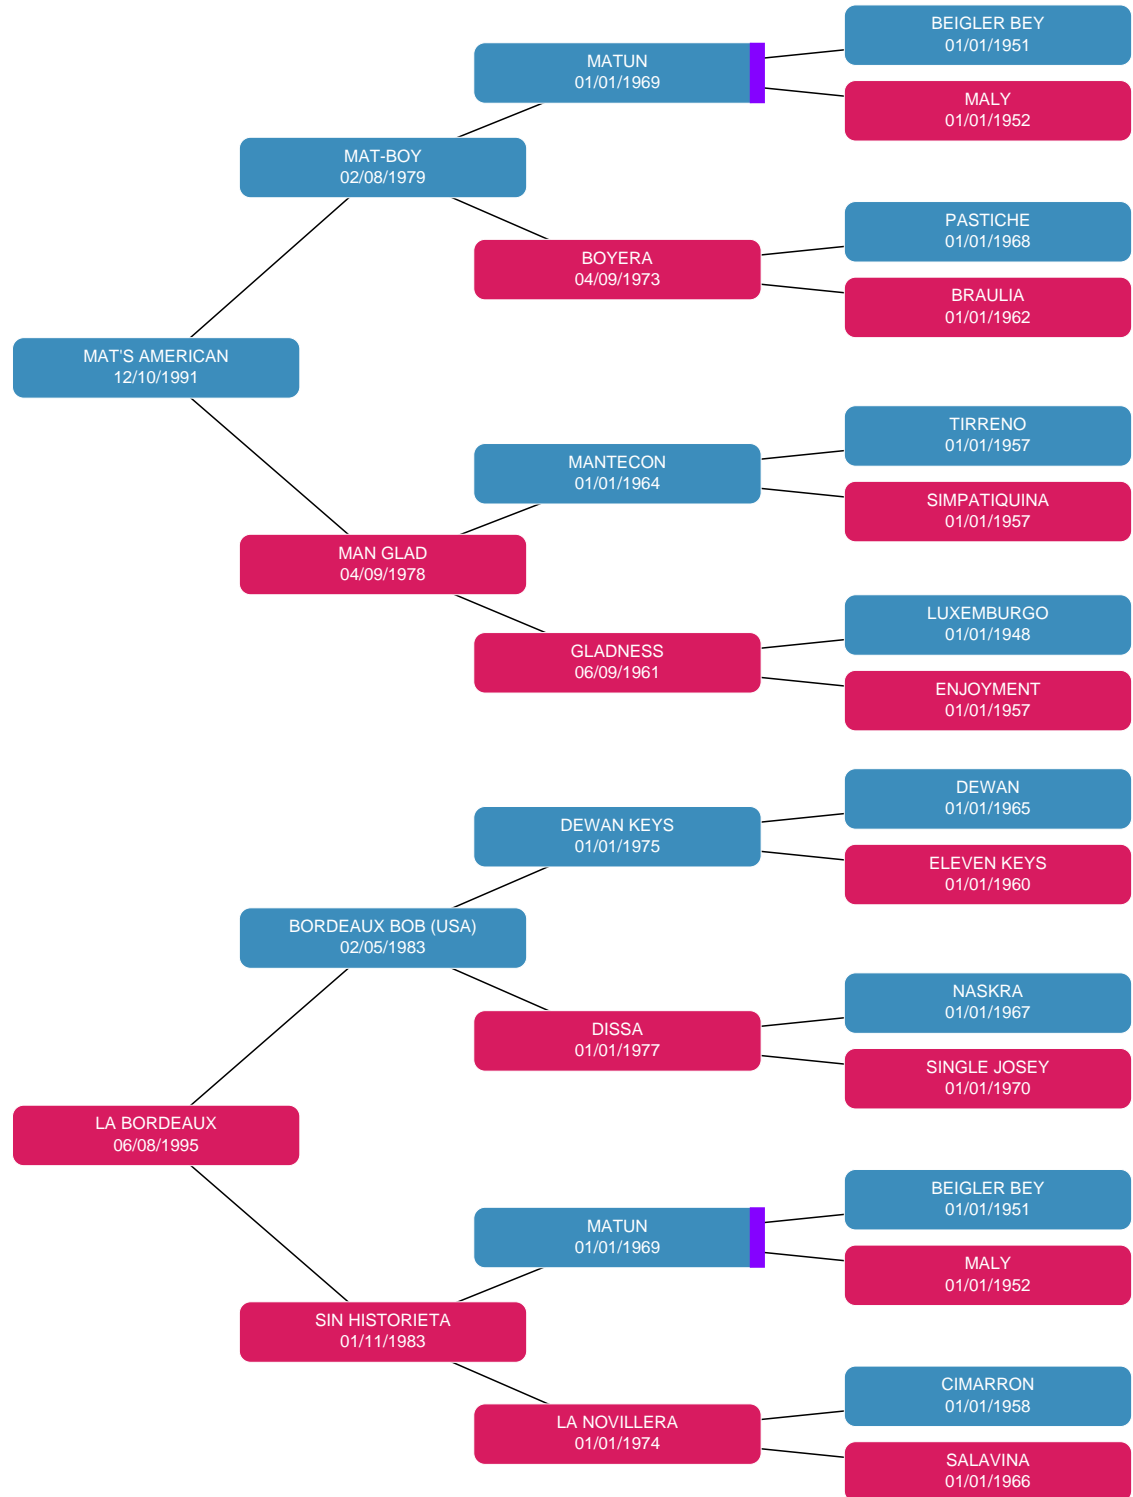 BEIGLER BEY
01/01/1951
MATUN
01/01/1969
MALY
01/01/1952
MAT-BOY
02/08/1979
PASTICHE
01/01/1968
BOYERA
04/09/1973
BRAULIA
01/01/1962
MAT'S AMERICAN
12/10/1991
TIRRENO
01/01/1957
MANTECON
01/01/1964
SIMPATIQUINA
01/01/1957
MAN GLAD
04/09/1978
LUXEMBURGO
01/01/1948
GLADNESS
06/09/1961
ENJOYMENT
01/01/1957
DEWAN
01/01/1965
DEWAN KEYS
01/01/1975
ELEVEN KEYS
01/01/1960
BORDEAUX BOB (USA)
02/05/1983
NASKRA
01/01/1967
DISSA
01/01/1977
SINGLE JOSEY
01/01/1970
LA BORDEAUX
06/08/1995
BEIGLER BEY
01/01/1951
MATUN
01/01/1969
MALY
01/01/1952
SIN HISTORIETA
01/11/1983
CIMARRON
01/01/1958
LA NOVILLERA
01/01/1974
SALAVINA
01/01/1966